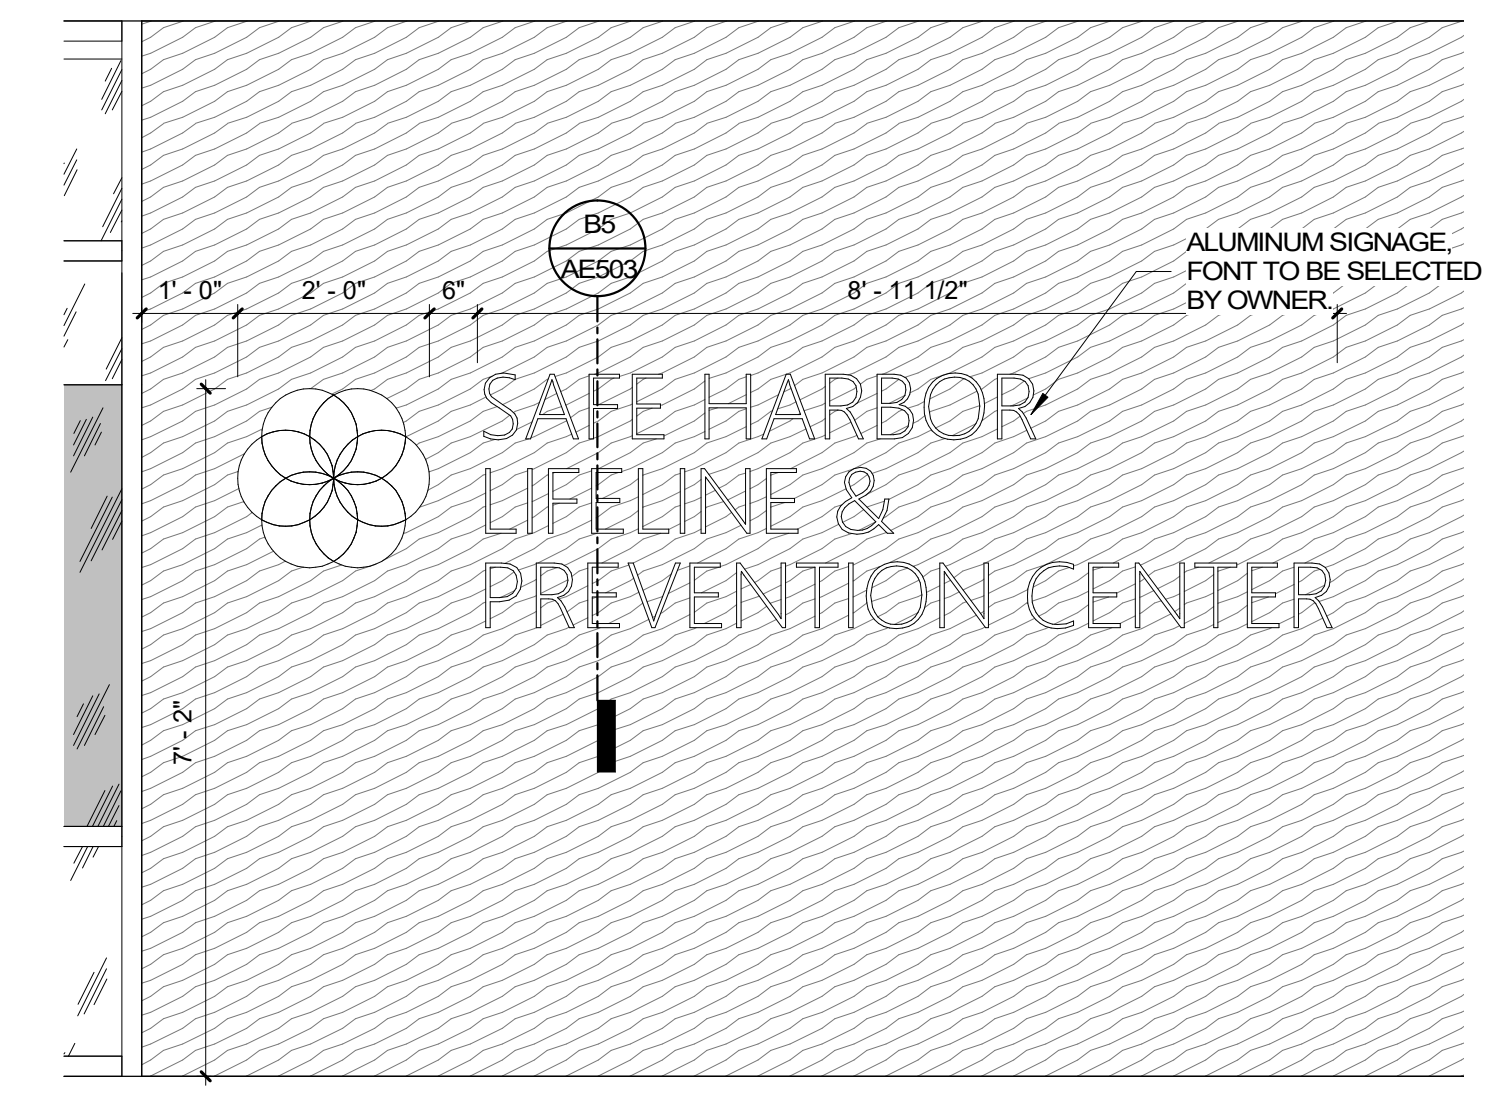 B5
AE503
ALUMINUM SIGNAGE,
FONT TO BE SELECTED
BY OWNER.
1' - 0"
2' - 0"
6"
8' - 11 1/2"
SAFE HARBOR
LIFELINE &
PREVENTION CENTER
7' - 2"